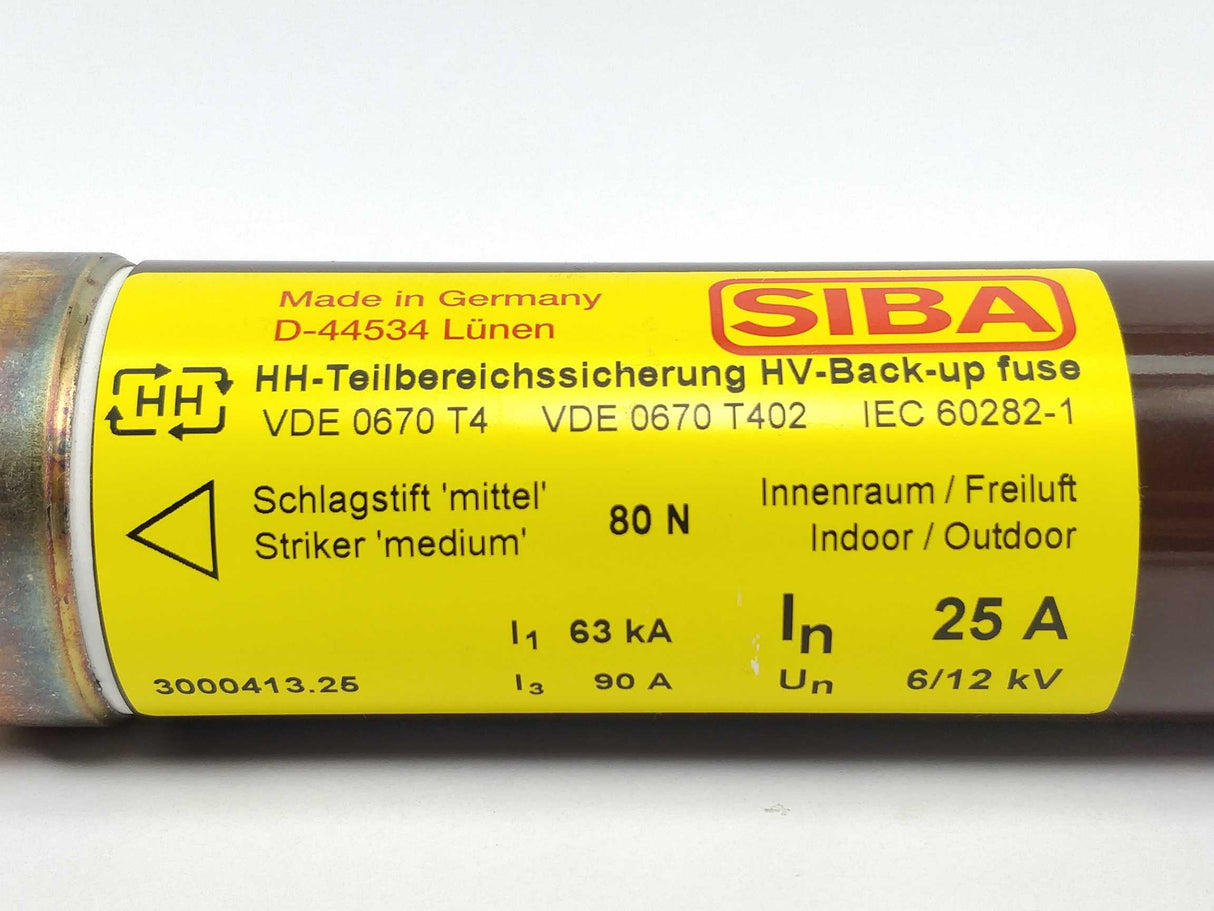 Made in Germany
D-44534 Lünen
SIBA
HH
HH-Teilbereichssicherung HV-Back-up fuse
VDE 0670 T4 VDE 0670 T402 IEC 60282-1
Schlagstift 'mittel'
Striker 'medium'
80 N
Innenraum / Freiluft
Indoor / Outdoor
I1 63 kA
I3 90 A
In 25 A
Un 6/12 kV
3000413.25